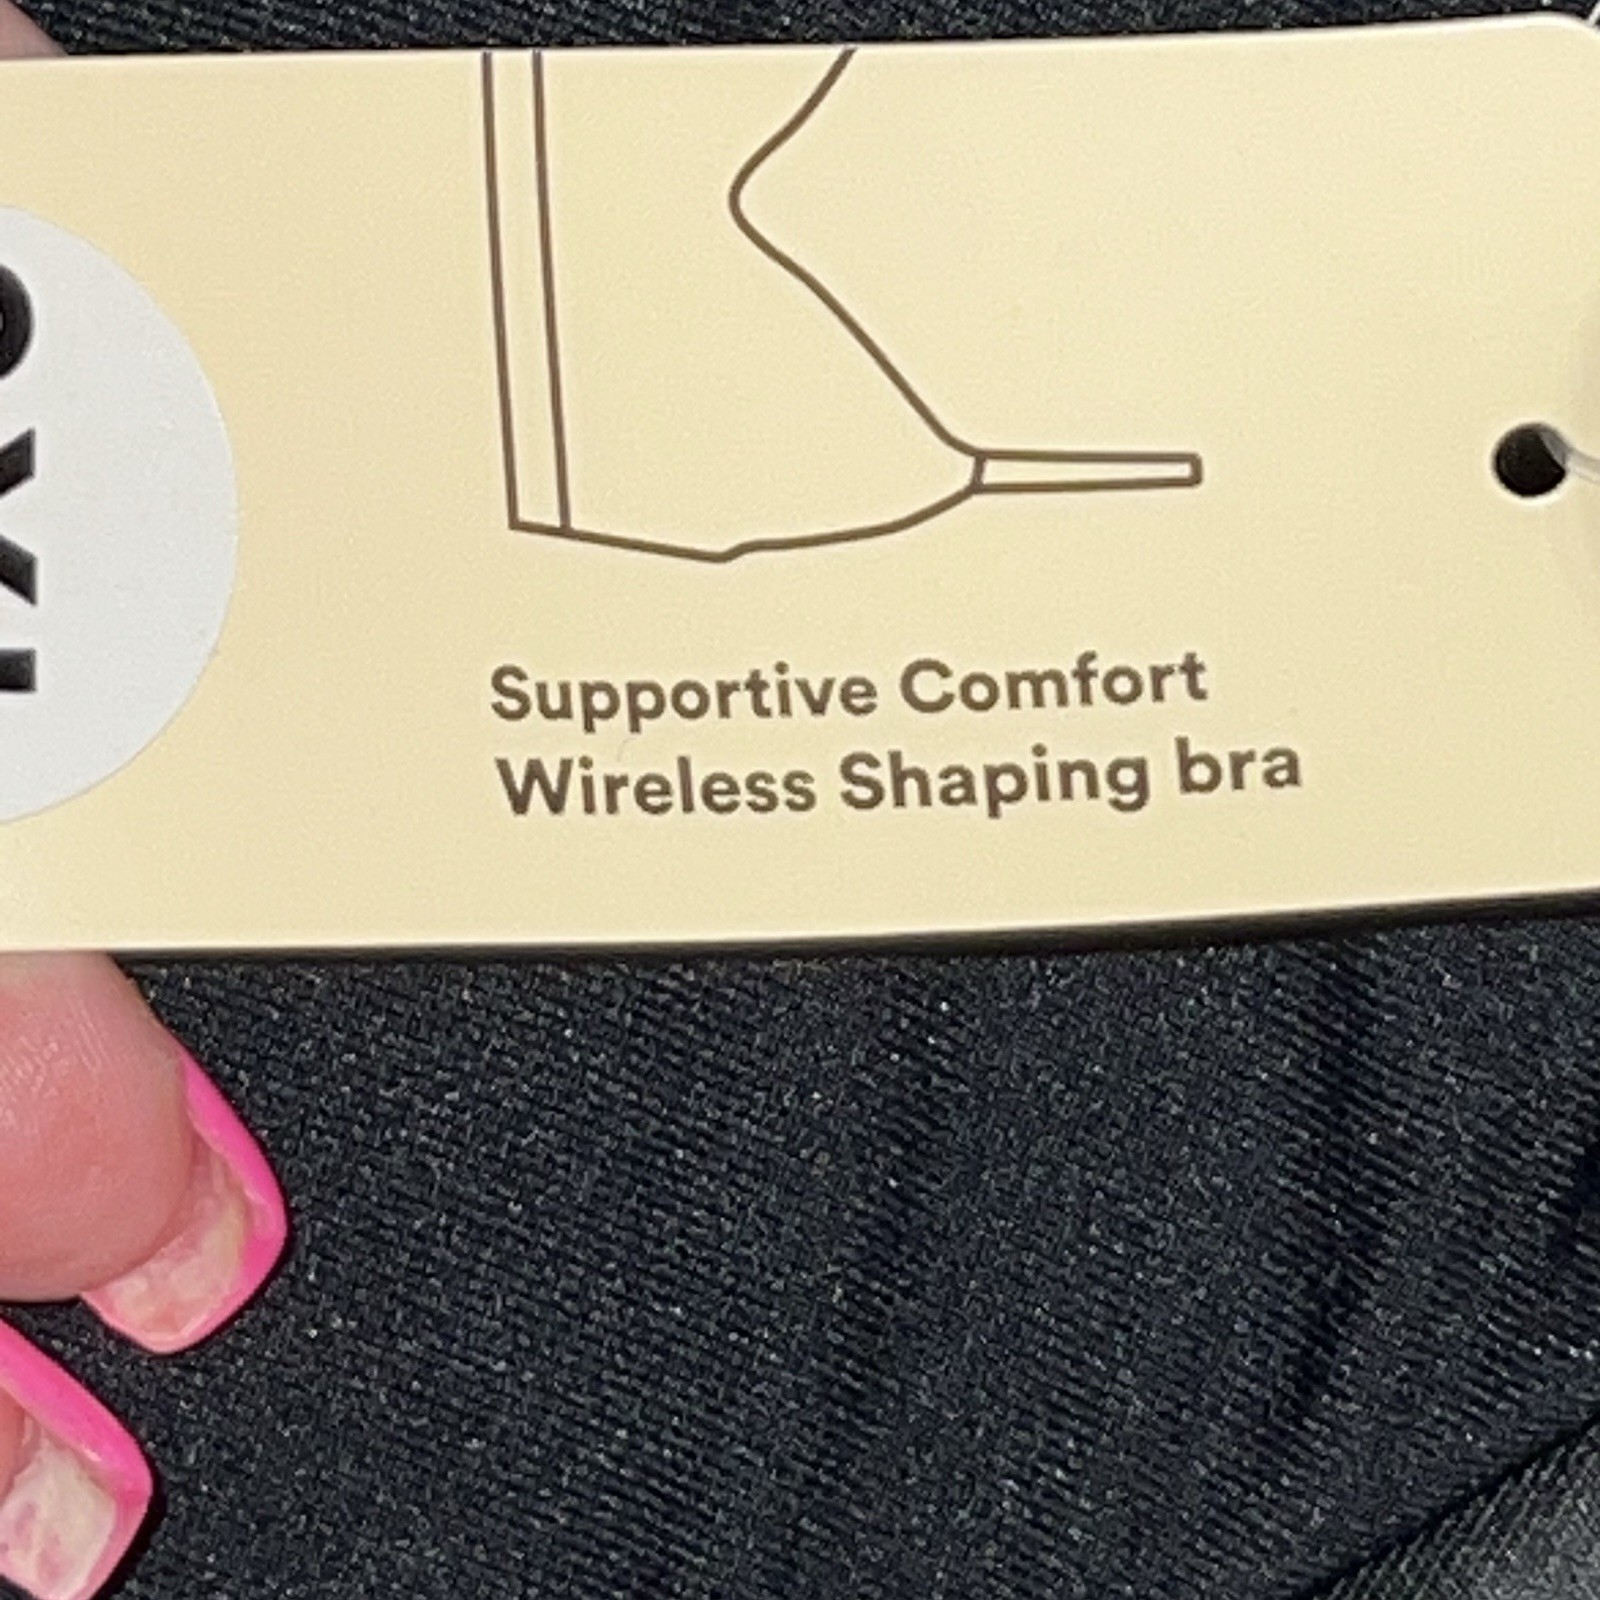 Supportive Comfort
Wireless Shaping bra